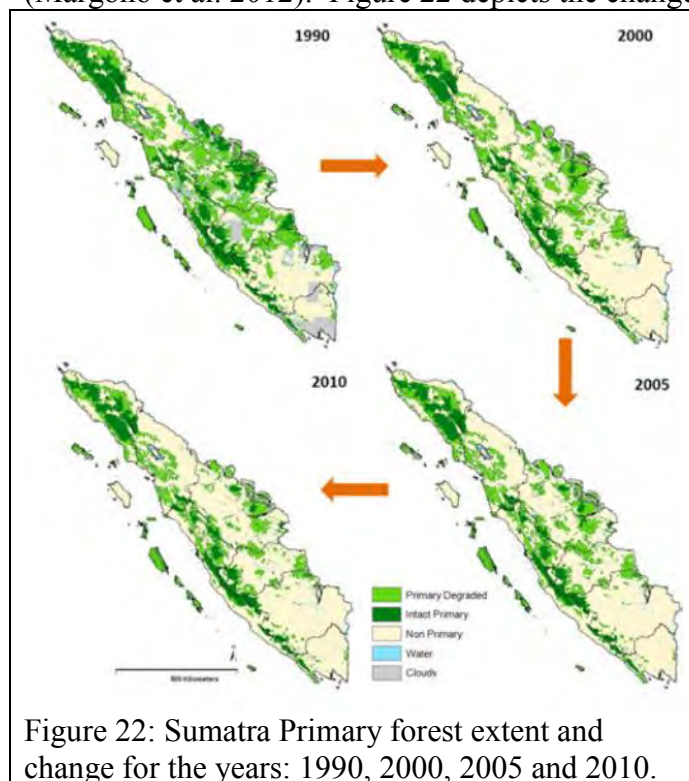 (Margono et al. 2012). Figure 22 depicts the change
1990
2000
2010
2005
Primary Degraded
Intact Primary
Non Primary
Water
Clouds
Kilometers
Figure 22: Sumatra Primary forest extent and
change for the years: 1990, 2000, 2005 and 2010.